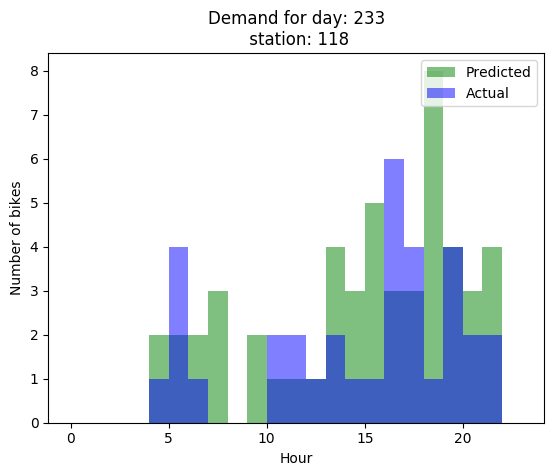 Demand for day: 233
station: 118
Predicted
Actual
8
7
6
5
4
3
2
1
0
Number of bikes
0 5 10 15 20
Hour